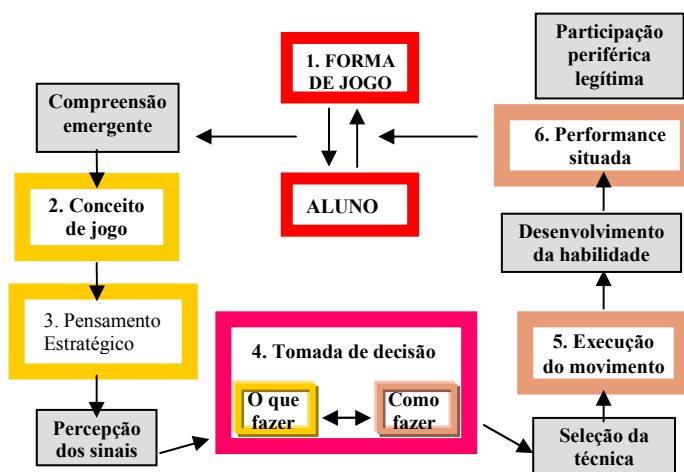 1. FORMA
DE JOGO
ALUNO
Compreensão
emergente
2. Conceito
de jogo
3. Pensamento
Estratégico
Percepção
dos sinais
4. Tomada de decisão
O que
fazer
Como
fazer
Seleção da
técnica
5. Execução
do movimento
Desenvolvimento
da habilidade
6. Performance
situada
Participação
periférica
legítima